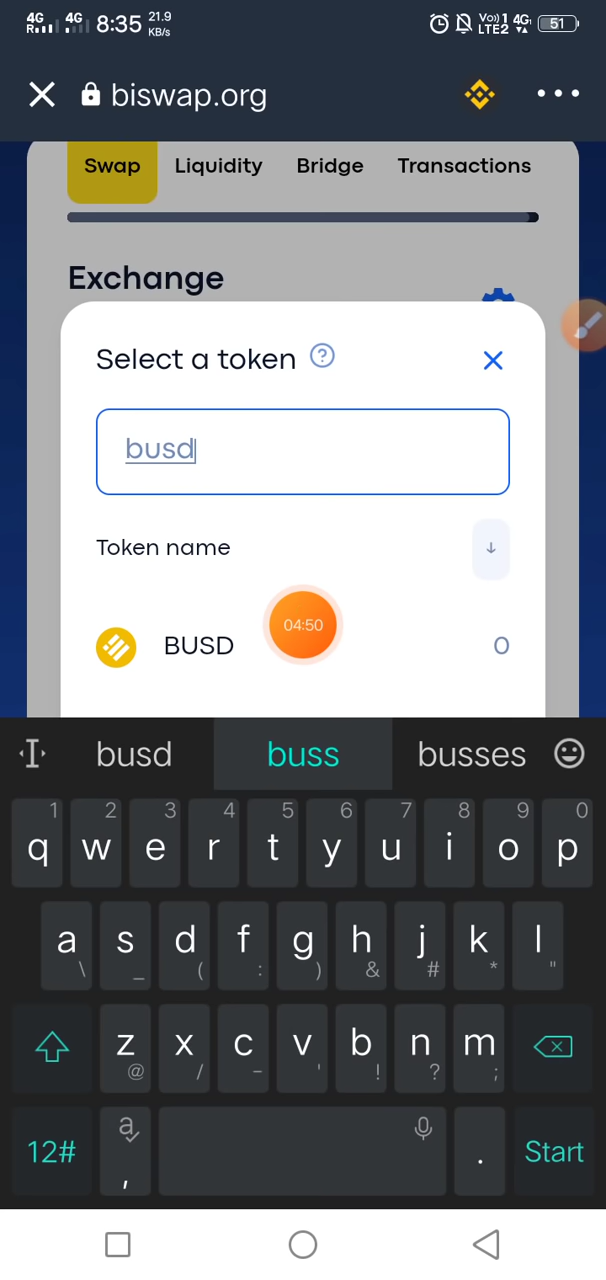 4G R 4G 8:35 21.9 KB/s Vo)) 1 LTE2 4G 51
biswap.org
Swap Liquidity Bridge Transactions
Exchange
Select a token ?
busd
Token name
04:50
BUSD 0
busd buss busses
1 2 3 4 5 6 7 8 9 0
q w e r t y u i o p
a s d f g h j k l
\ _ ( : ) & # * "
z x c v b n m
@ / - ' ! ? ;
12# a , . Start